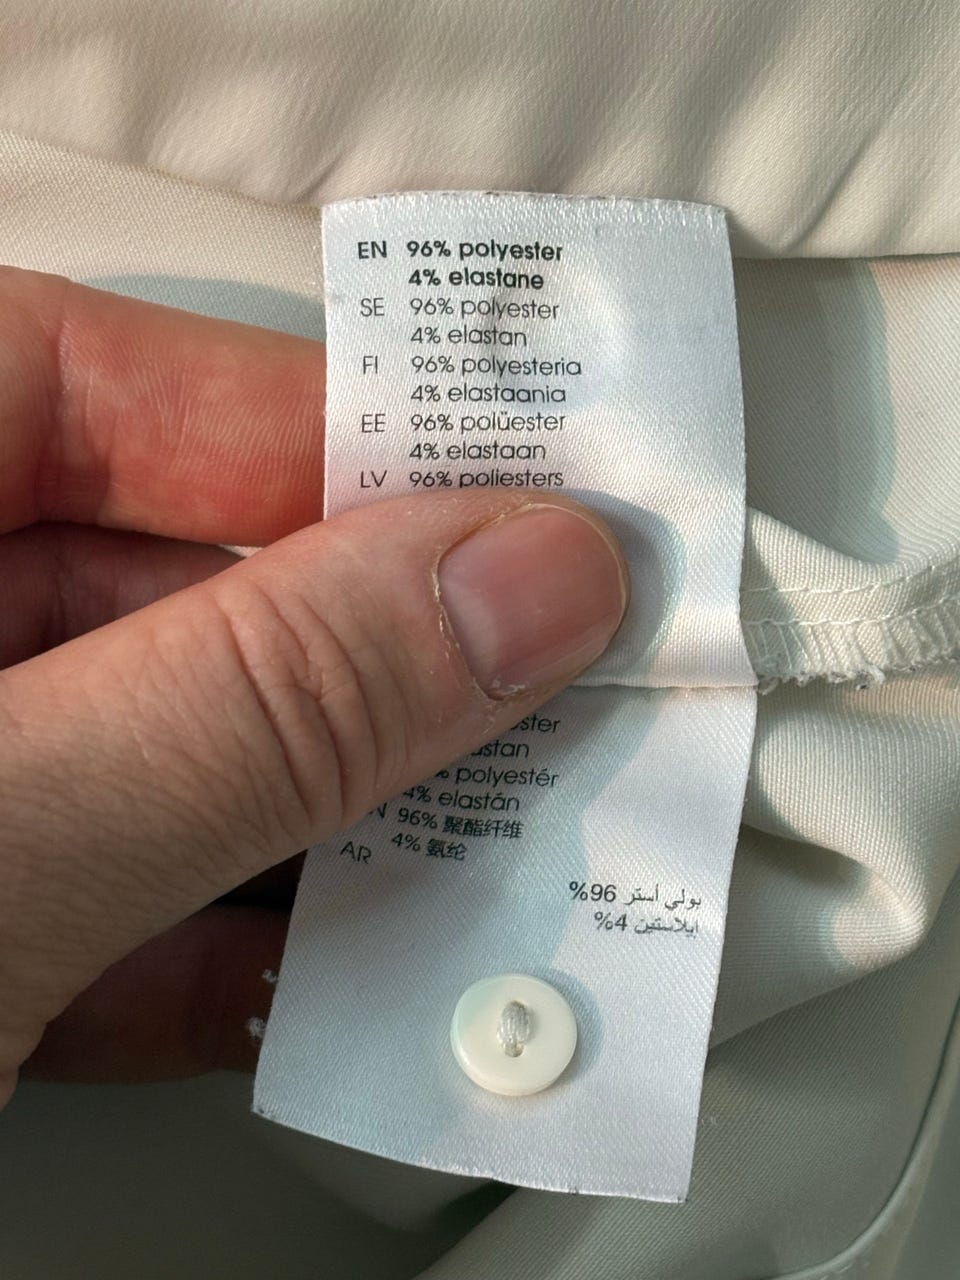 EN 96% polyester
4% elastane
SE 96% polyester
4% elastan
FI 96% polyesteria
4% elastaania
EE 96% polüester
4% elastaan
LV 96% poliesters
polyestér
4% elastán
96% 聚酯纤维
4% 氨纶
AR
بولي أستر 96%
ايلاستين 4%